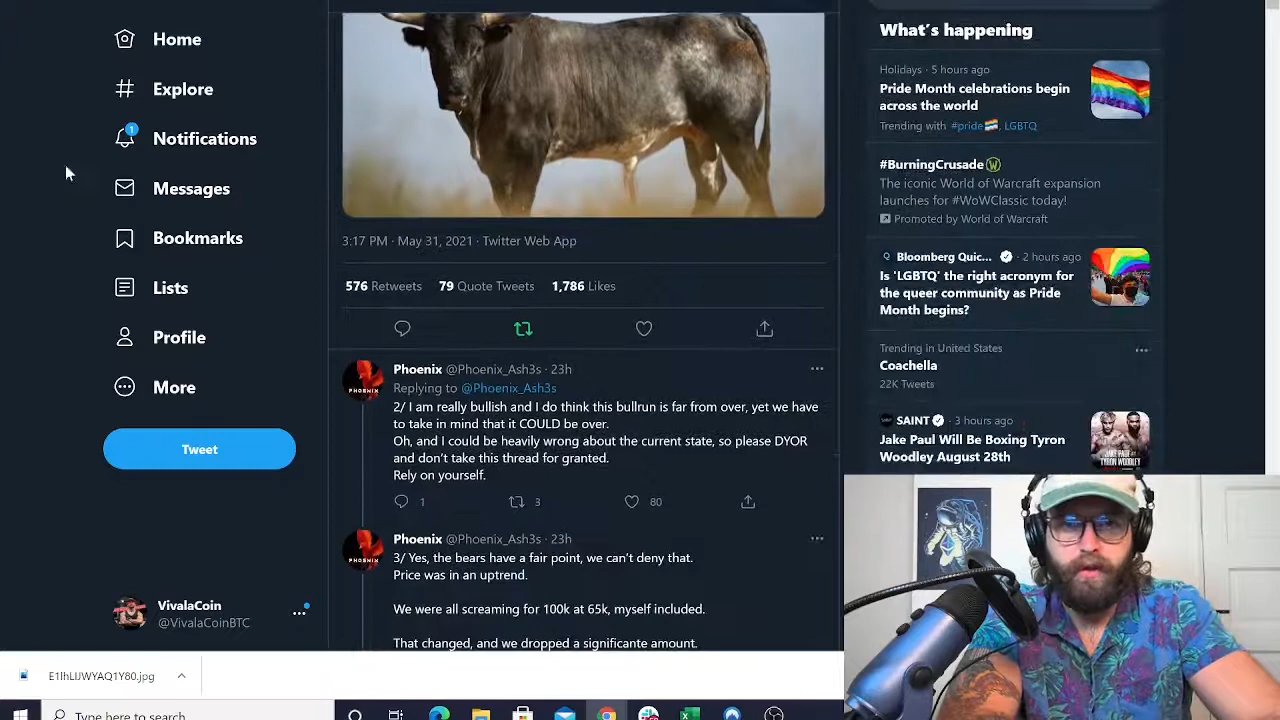 Home
Explore
1
Notifications
Messages
Bookmarks
Lists
Profile
More
Tweet
VivalaCoin
@VivalaCoinBTC
3:17 PM · May 31, 2021 · Twitter Web App
576 Retweets 79 Quote Tweets 1,786 Likes
PHOENIX
Phoenix @Phoenix_Ash3s · 23h
Replying to @Phoenix_Ash3s
2/ I am really bullish and I do think this bullrun is far from over, yet we have
to take in mind that it COULD be over.
Oh, and I could be heavily wrong about the current state, so please DYOR
and don't take this thread for granted.
Rely on yourself.
1 3 80
PHOENIX
Phoenix @Phoenix_Ash3s · 23h
3/ Yes, the bears have a fair point, we can't deny that.
Price was in an uptrend.
We were all screaming for 100k at 65k, myself included.
That changed, and we dropped a significante amount.
What's happening
Holidays · 5 hours ago
Pride Month celebrations begin
across the world
Trending with #pride, LGBTQ
#BurningCrusade
The iconic World of Warcraft expansion
launches for #WoWClassic today!
Promoted by World of Warcraft
Bloomberg Quic... · 2 hours ago
Is 'LGBTQ' the right acronym for
the queer community as Pride
Month begins?
Trending in United States
Coachella
22K Tweets
SAINT · 3 hours ago
Jake Paul Will Be Boxing Tyron
Woodley August 28th
E1IhLlJWYAQ1Y80.jpg
Type here to search